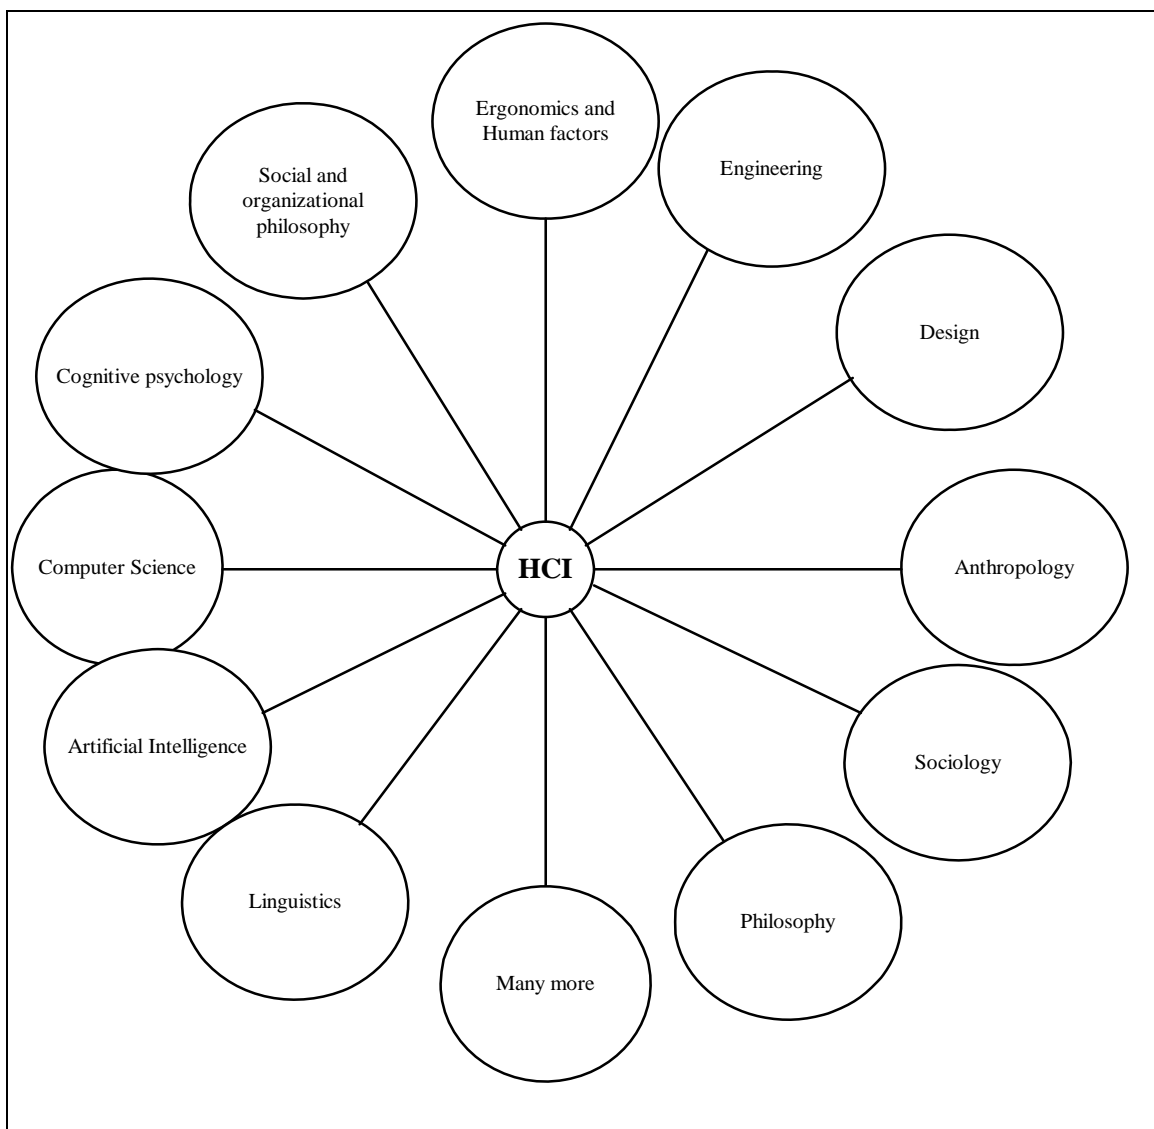 Ergonomics and
Human factors
Engineering
Social and
organizational
philosophy
Design
Cognitive psychology
Computer Science
HCI
Anthropology
Artificial Intelligence
Sociology
Linguistics
Philosophy
Many more